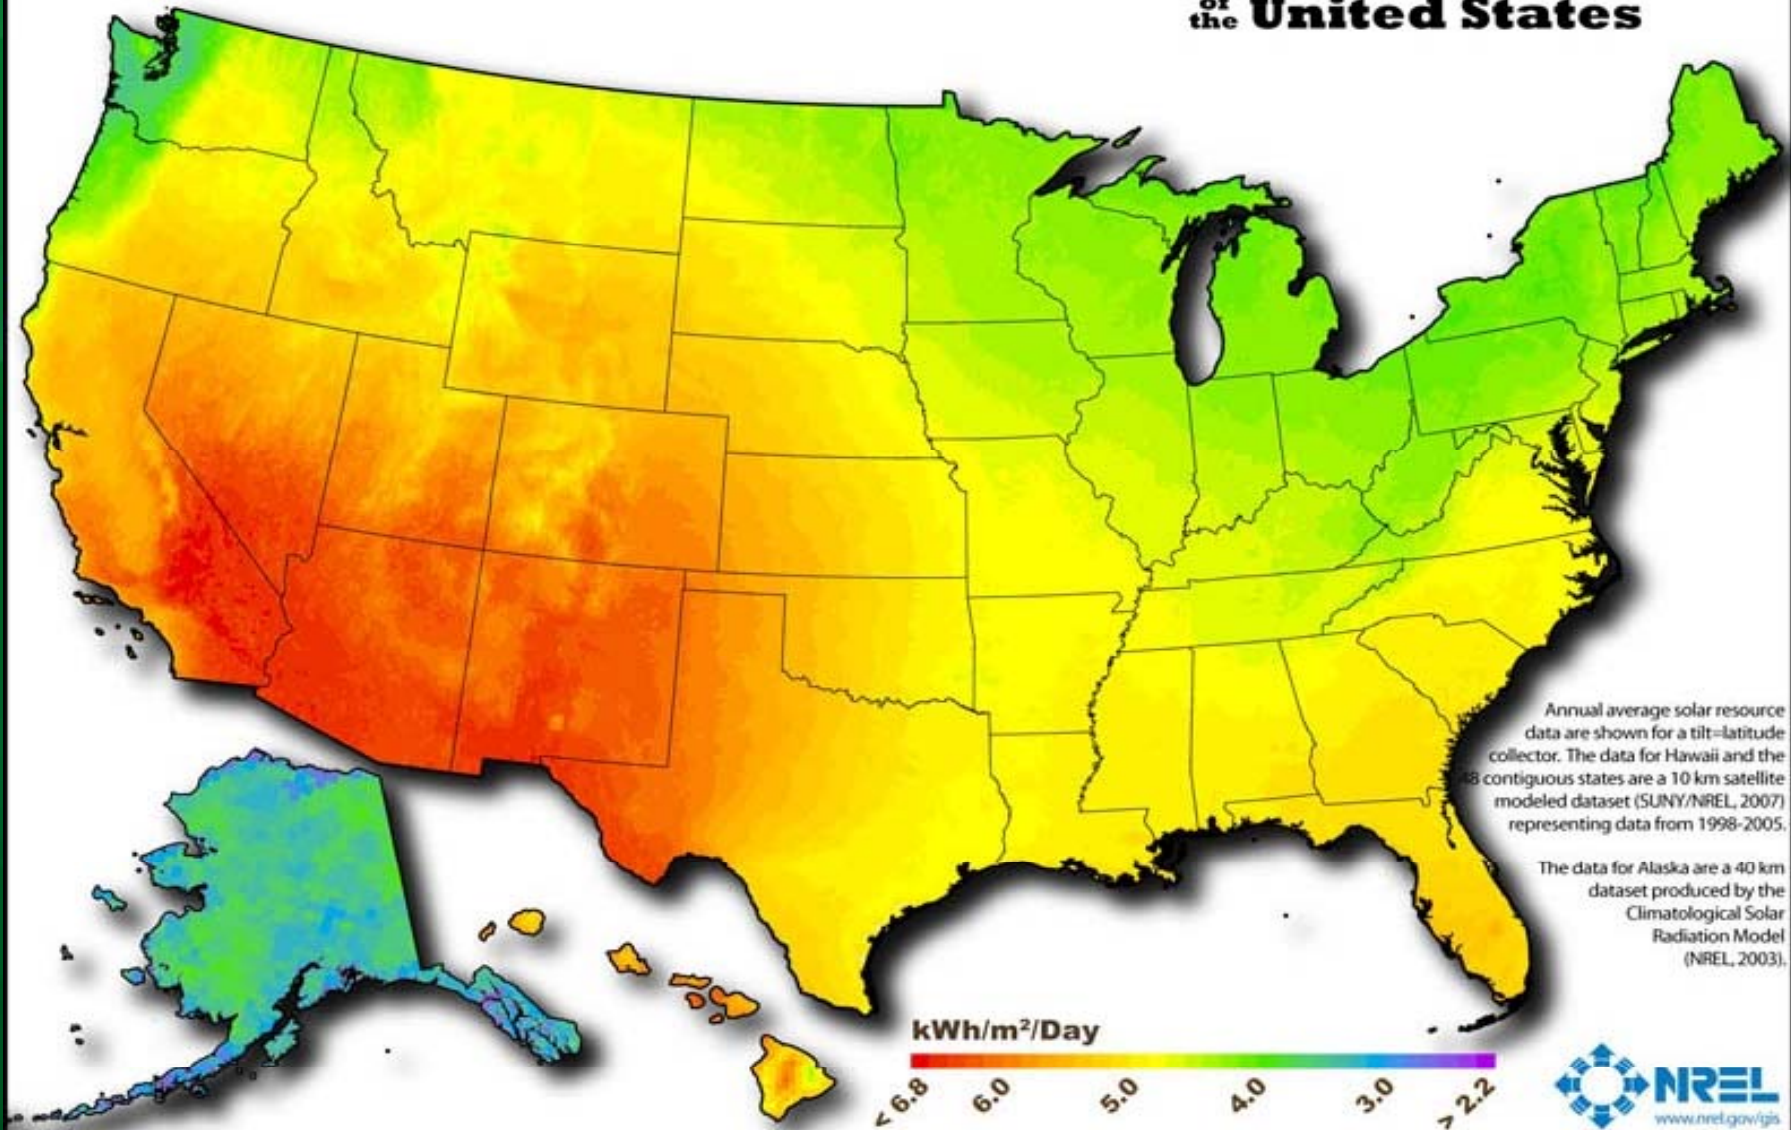 of
the United States
Annual average solar resource
data are shown for a tilt=latitude
collector. The data for Hawaii and the
48 contiguous states are a 10 km satellite
modeled dataset (SUNY/NREL, 2007)
representing data from 1998-2005.
The data for Alaska are a 40 km
dataset produced by the
Climatological Solar
Radiation Model
(NREL, 2003).
kWh/m²/Day
< 6.8 6.0 5.0 4.0 3.0 > 2.2
NREL
www.nrel.gov/gis